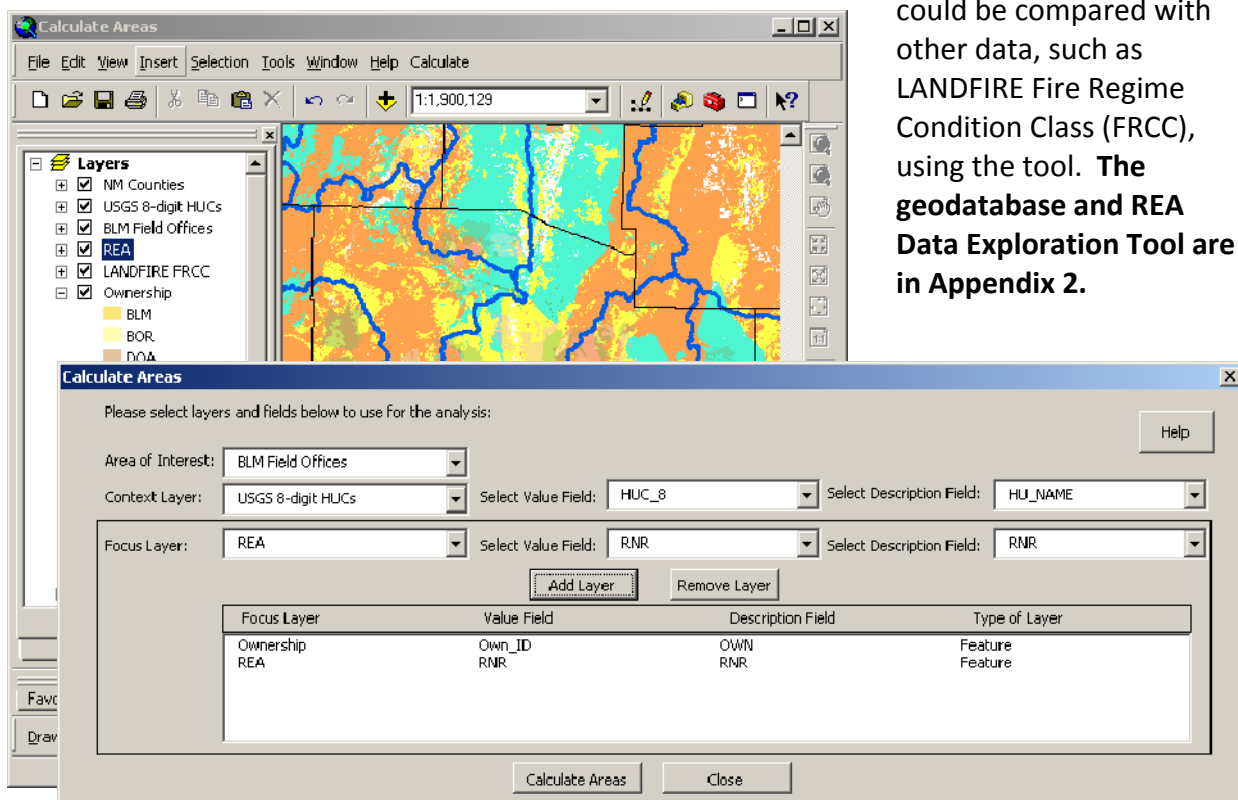 could be compared with
other data, such as
LANDFIRE Fire Regime
Condition Class (FRCC),
using the tool. The
geodatabase and REA
Data Exploration Tool are
in Appendix 2.
Calculate Areas
File Edit View Insert Selection Tools Window Help Calculate
1:1,900,129
Layers
NM Counties
USGS 8-digit HUCs
BLM Field Offices
REA
LANDFIRE FRCC
Ownership
BLM
BOR
DOA
1:1
Calculate Areas
Please select layers and fields below to use for the analysis:
Help
Area of Interest: BLM Field Offices
Context Layer: USGS 8-digit HUCs Select Value Field: HUC_8 Select Description Field: HU_NAME
Focus Layer: REA Select Value Field: RNR Select Description Field: RNR
Add Layer Remove Layer
Focus Layer Value Field Description Field Type of Layer
Ownership Own_ID OWN Feature
REA RNR RNR Feature
Calculate Areas Close